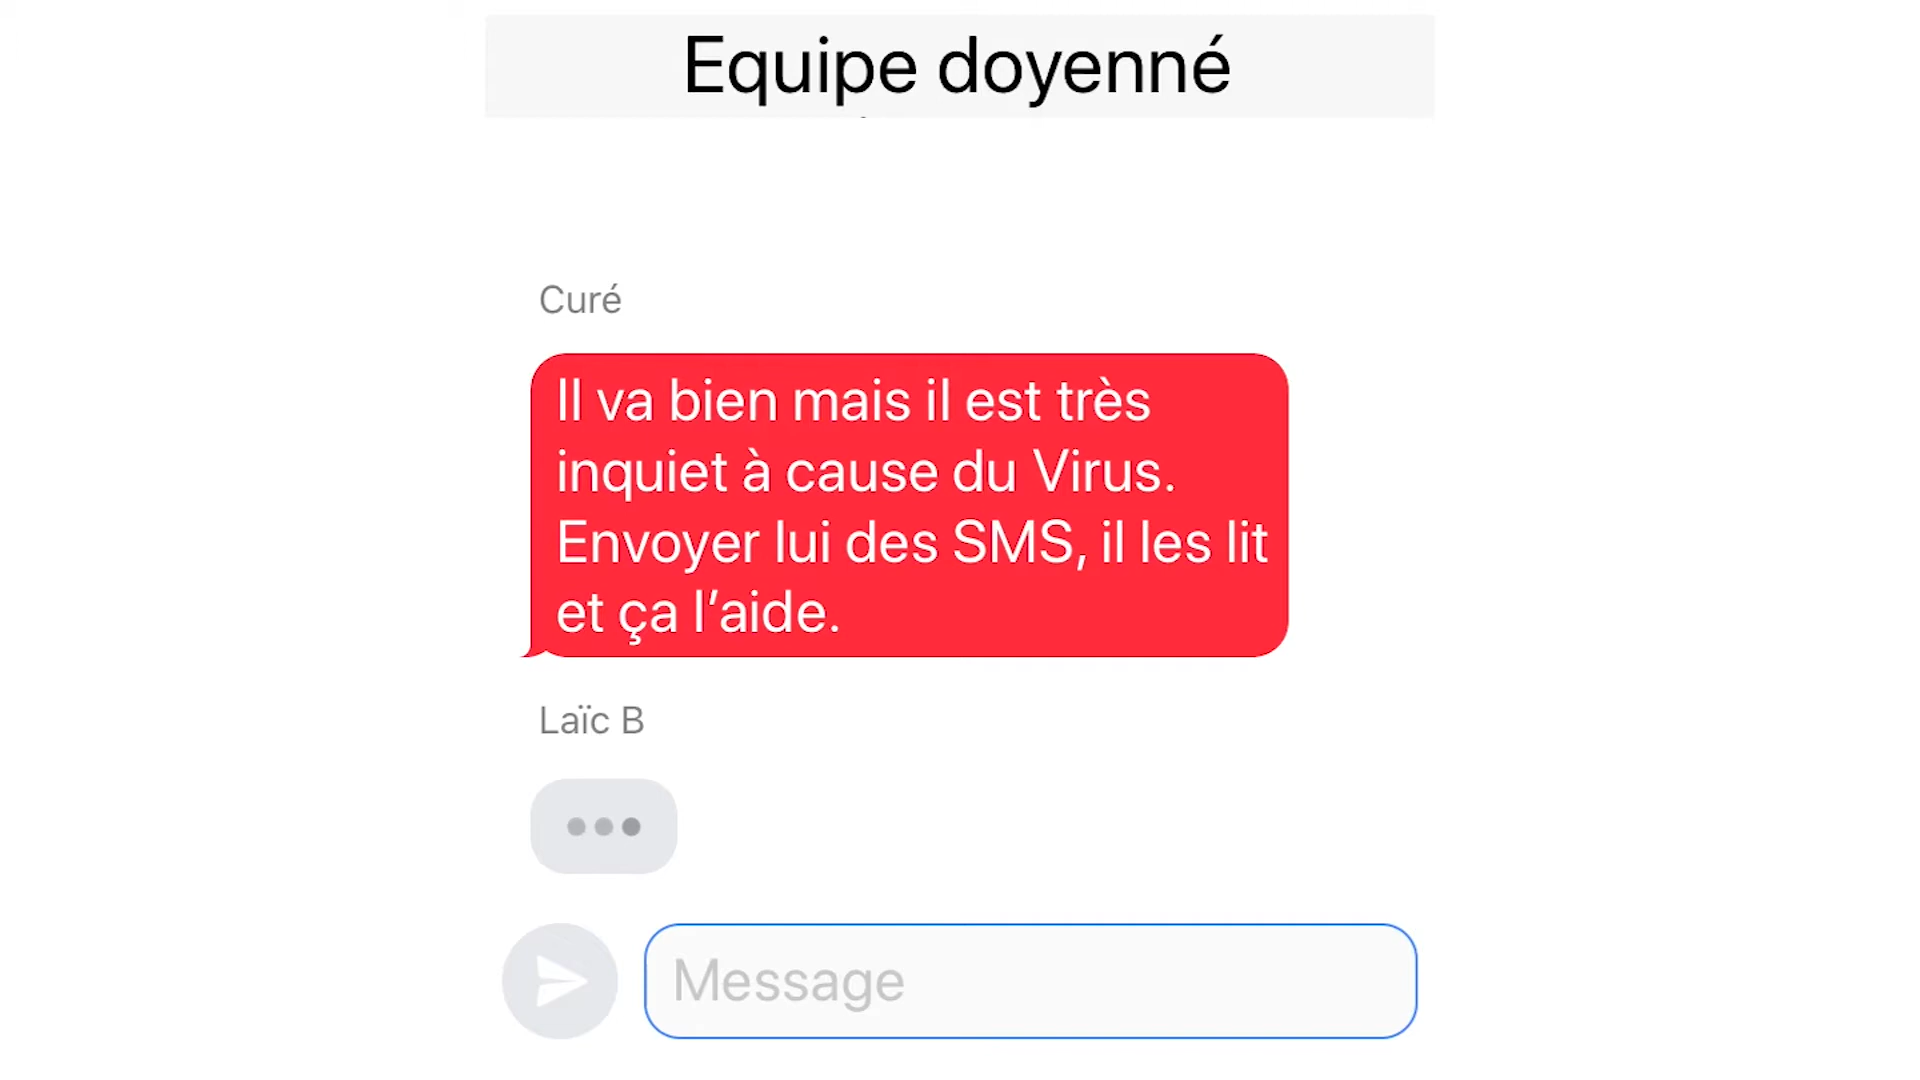 Equipe doyenné
Curé
Il va bien mais il est très
inquiet à cause du Virus.
Envoyer lui des SMS, il les lit
et ça l’aide.
Laïc B
Message